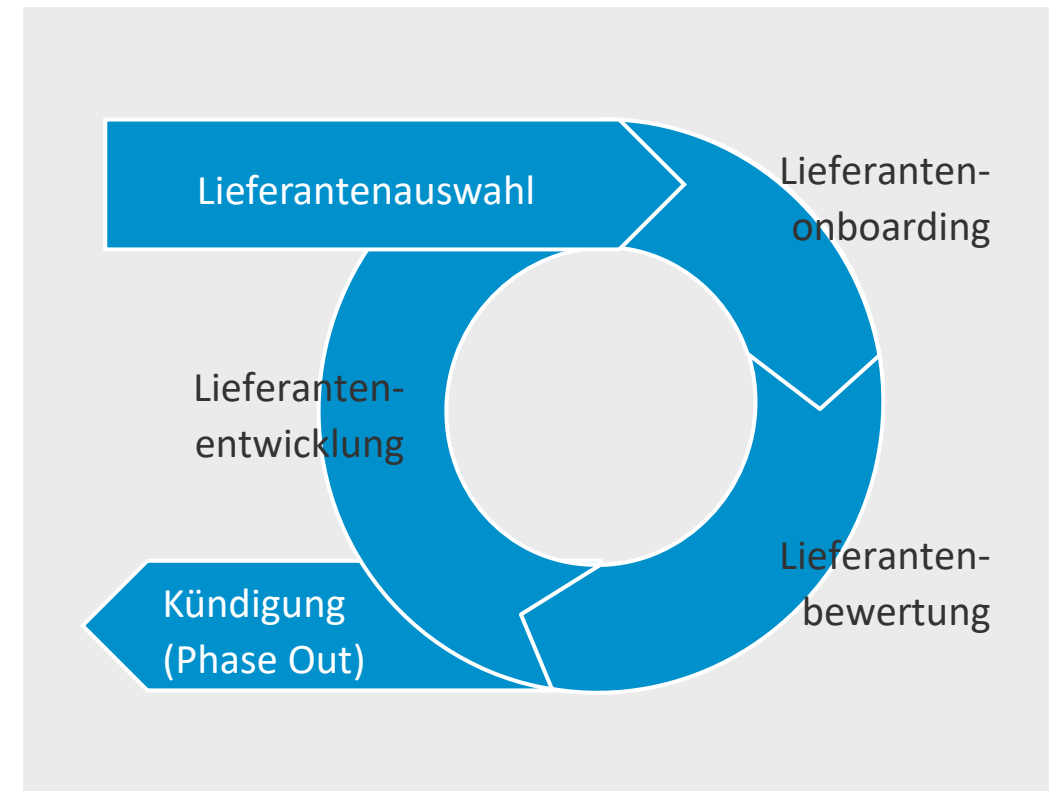 Lieferantenauswahl
Lieferanten-
onboarding
Lieferanten-
entwicklung
Lieferanten-
bewertung
Kündigung
(Phase Out)